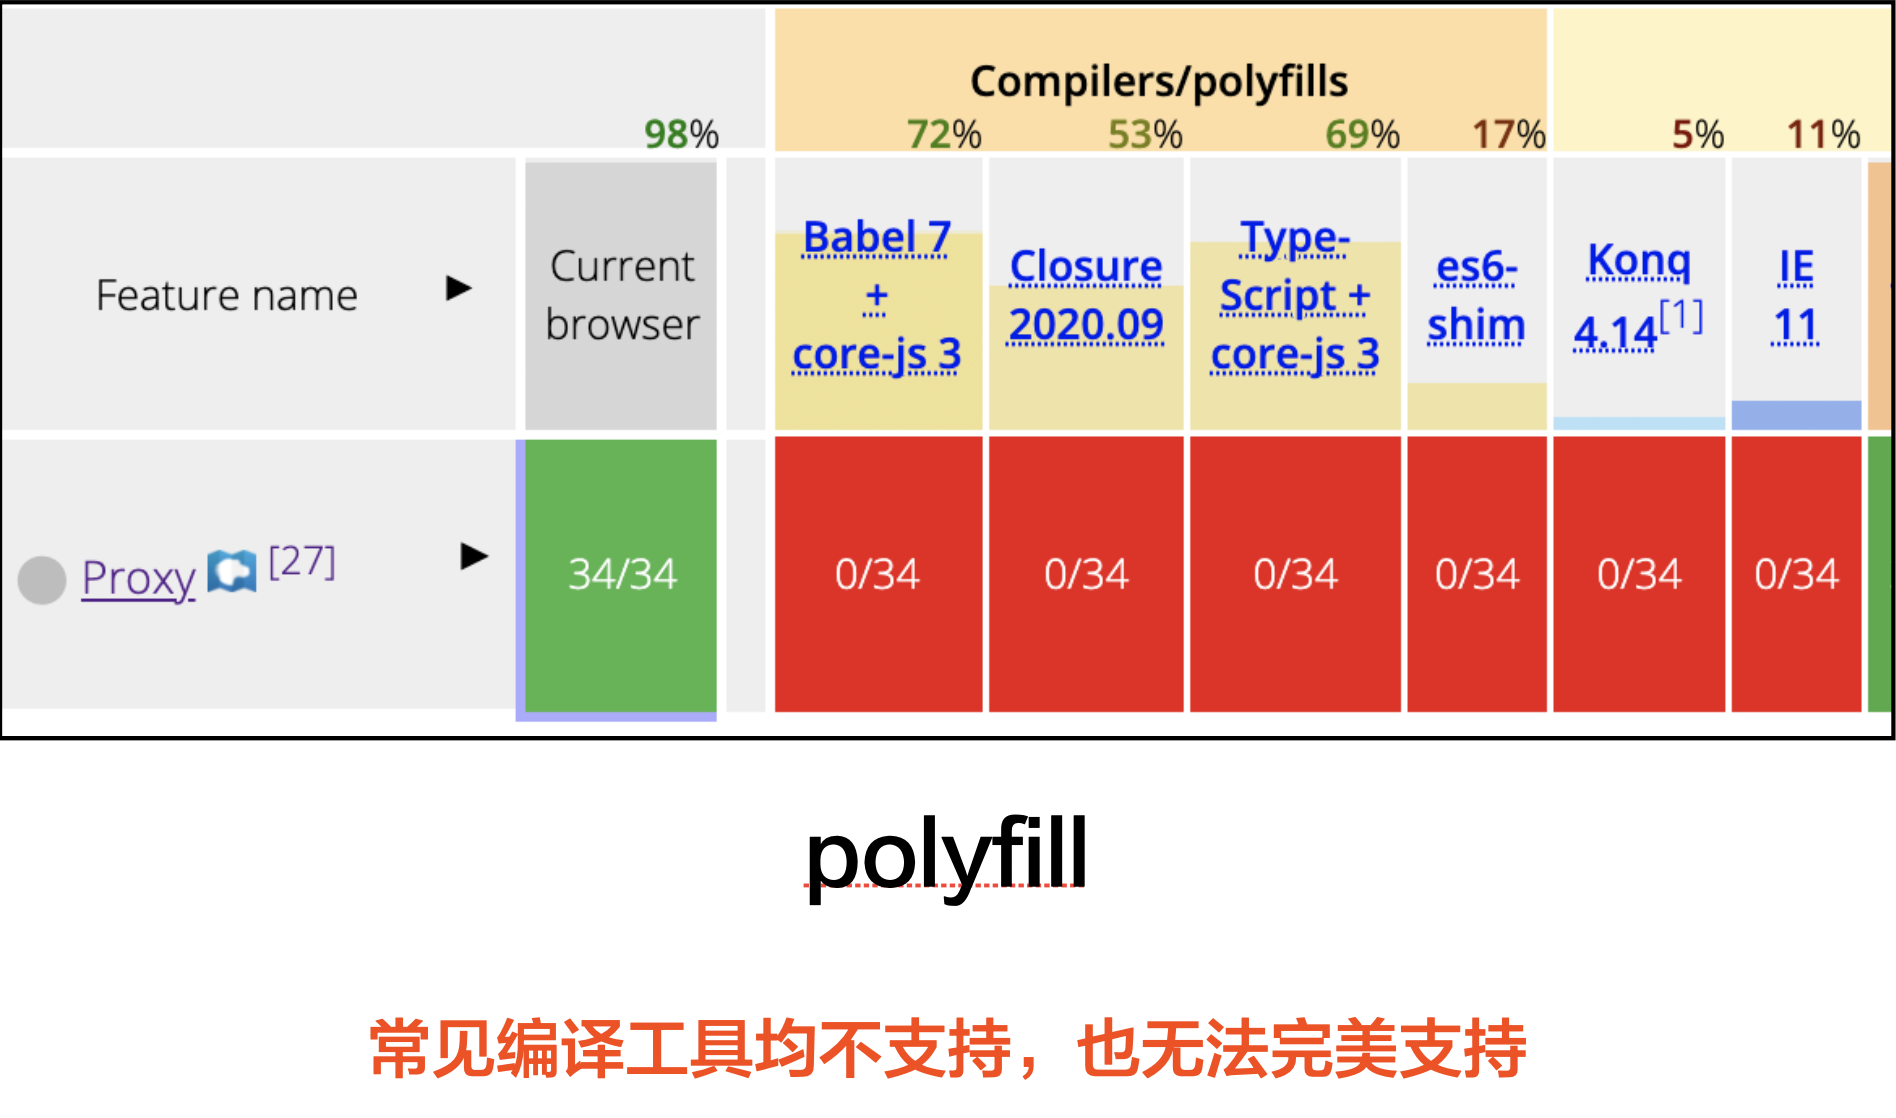 Compilers/polyfills
98% 72% 53% 69% 17% 5% 11%
Feature name ▶
Current
browser
Babel 7
+
core-js 3
Closure
2020.09
Type-
Script +
core-js 3
es6-
shim
Konq
4.14[1]
IE
11
Proxy [27] ▶ 34/34 0/34 0/34 0/34 0/34 0/34 0/34
polyfill
常见编译工具均不支持，也无法完美支持